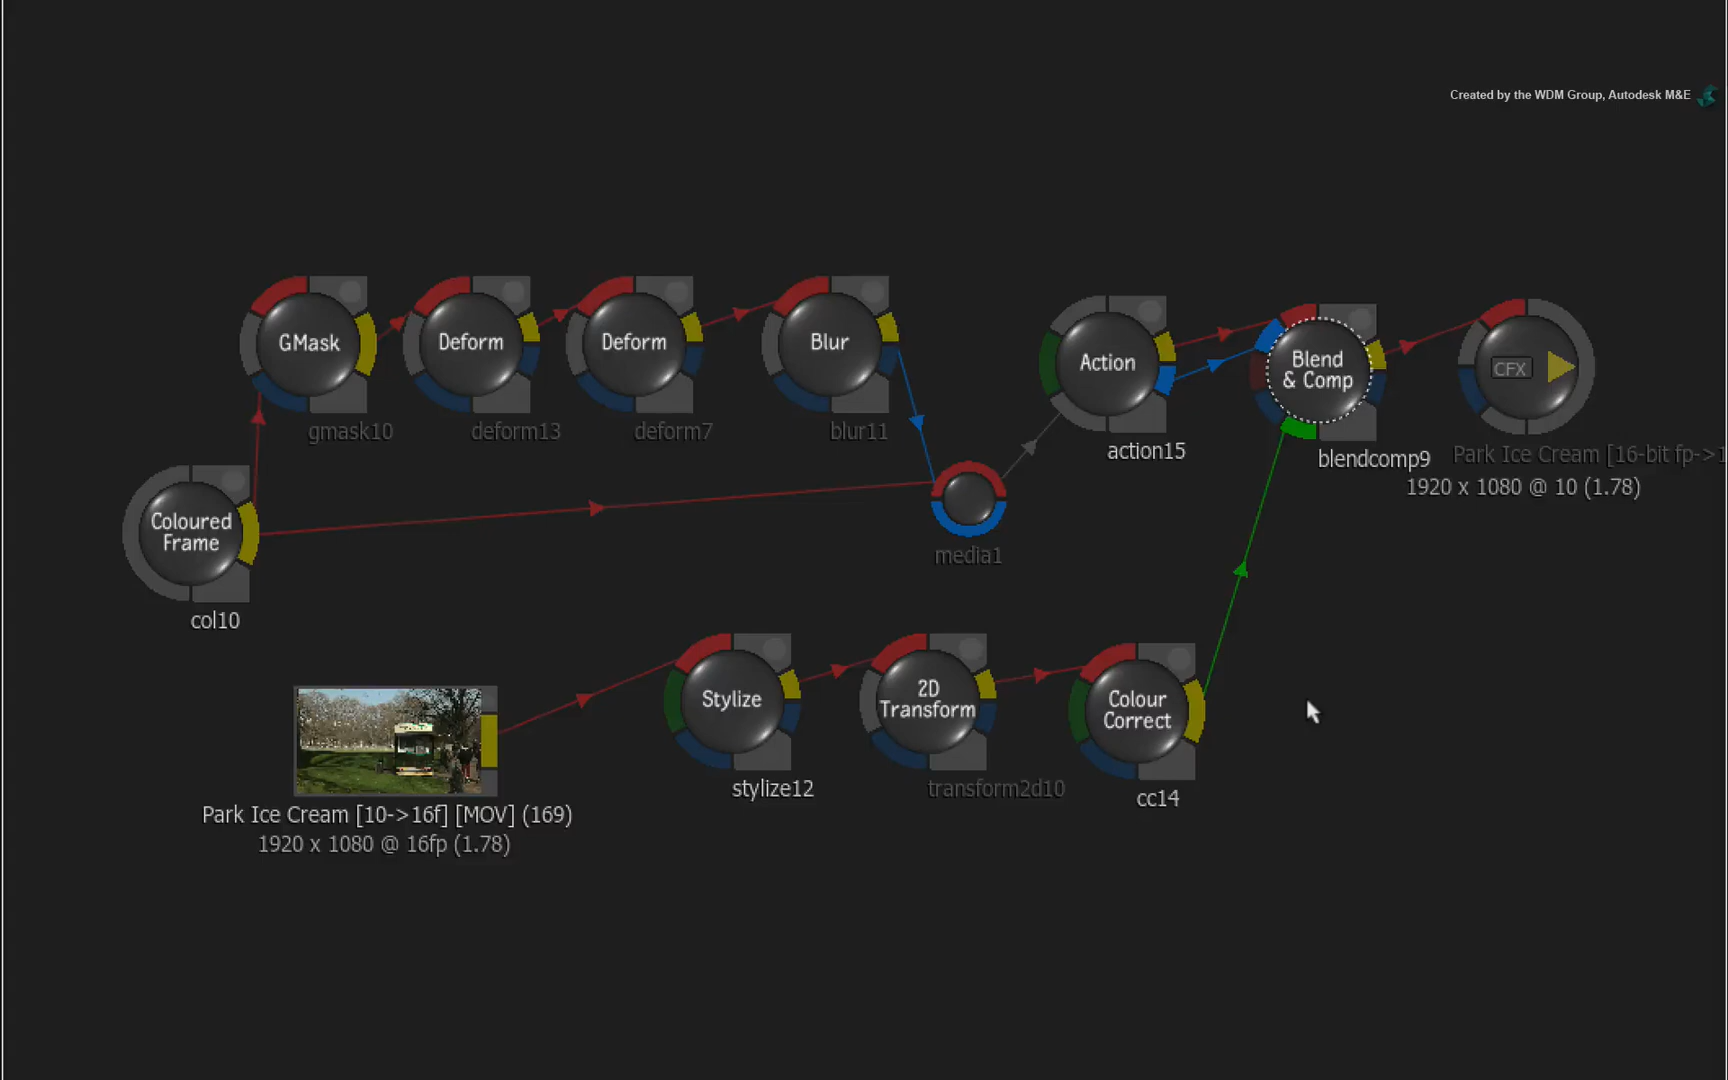 Created by the WDM Group, Autodesk M&E
GMask
gmask10
Deform
deform13
Deform
deform7
Blur
blur11
Action
action15
Blend
& Comp
blendcomp9
CFX
Park Ice Cream [16-bit fp->1
1920 x 1080 @ 10 (1.78)
Coloured
Frame
col10
media1
Park Ice Cream [10->16f] [MOV] (169)
1920 x 1080 @ 16fp (1.78)
Stylize
stylize12
2D
Transform
transform2d10
Colour
Correct
cc14